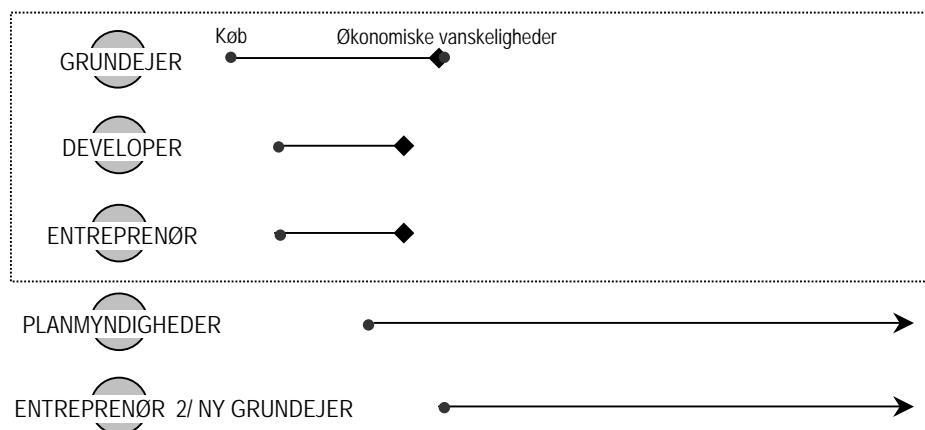 Køb
Økonomiske vanskeligheder
GRUNDEJER
DEVELOPER
ENTREPRENØR
PLANMYNDIGHEDER
ENTREPRENØR 2/ NY GRUNDEJER